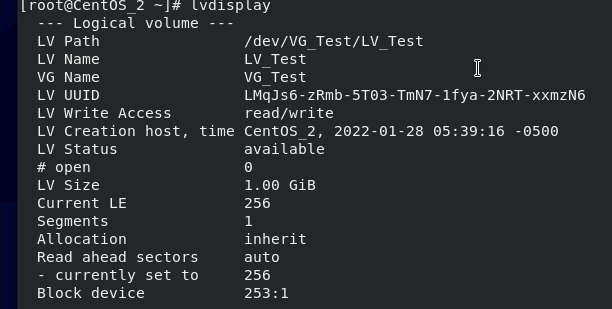 [root@CentOS_2 ~]# lvdisplay
--- Logical volume ---
LV Path /dev/VG_Test/LV_Test
LV Name LV_Test
VG Name VG_Test
LV UUID LMqJs6-zRmb-5T03-TmN7-1fya-2NRT-xxmzN6
LV Write Access read/write
LV Creation host, time CentOS_2, 2022-01-28 05:39:16 -0500
LV Status available
# open 0
LV Size 1.00 GiB
Current LE 256
Segments 1
Allocation inherit
Read ahead sectors auto
- currently set to 256
Block device 253:1